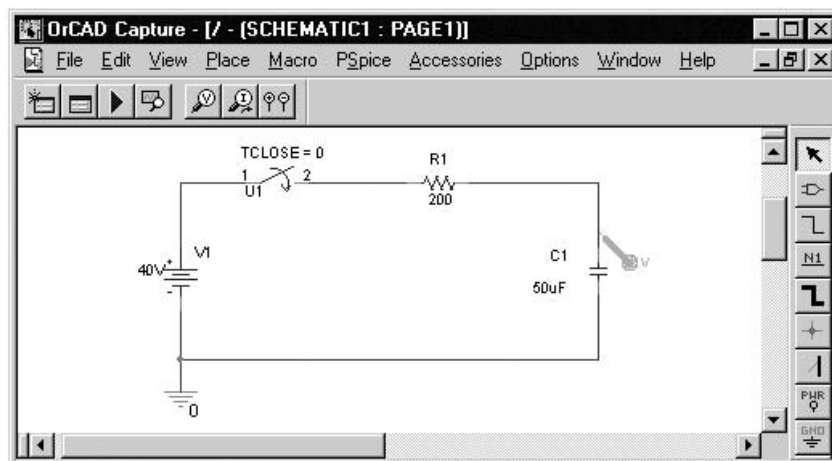 OrCAD Capture - [/ - (SCHEMATIC1 : PAGE1)]
File Edit View Place Macro PSpice Accessories Options Window Help
V I
TCLOSE = 0
1 2
U1
R1
200
V1
40V
+
-
C1
50uF
V
0
N1
PWR
GND